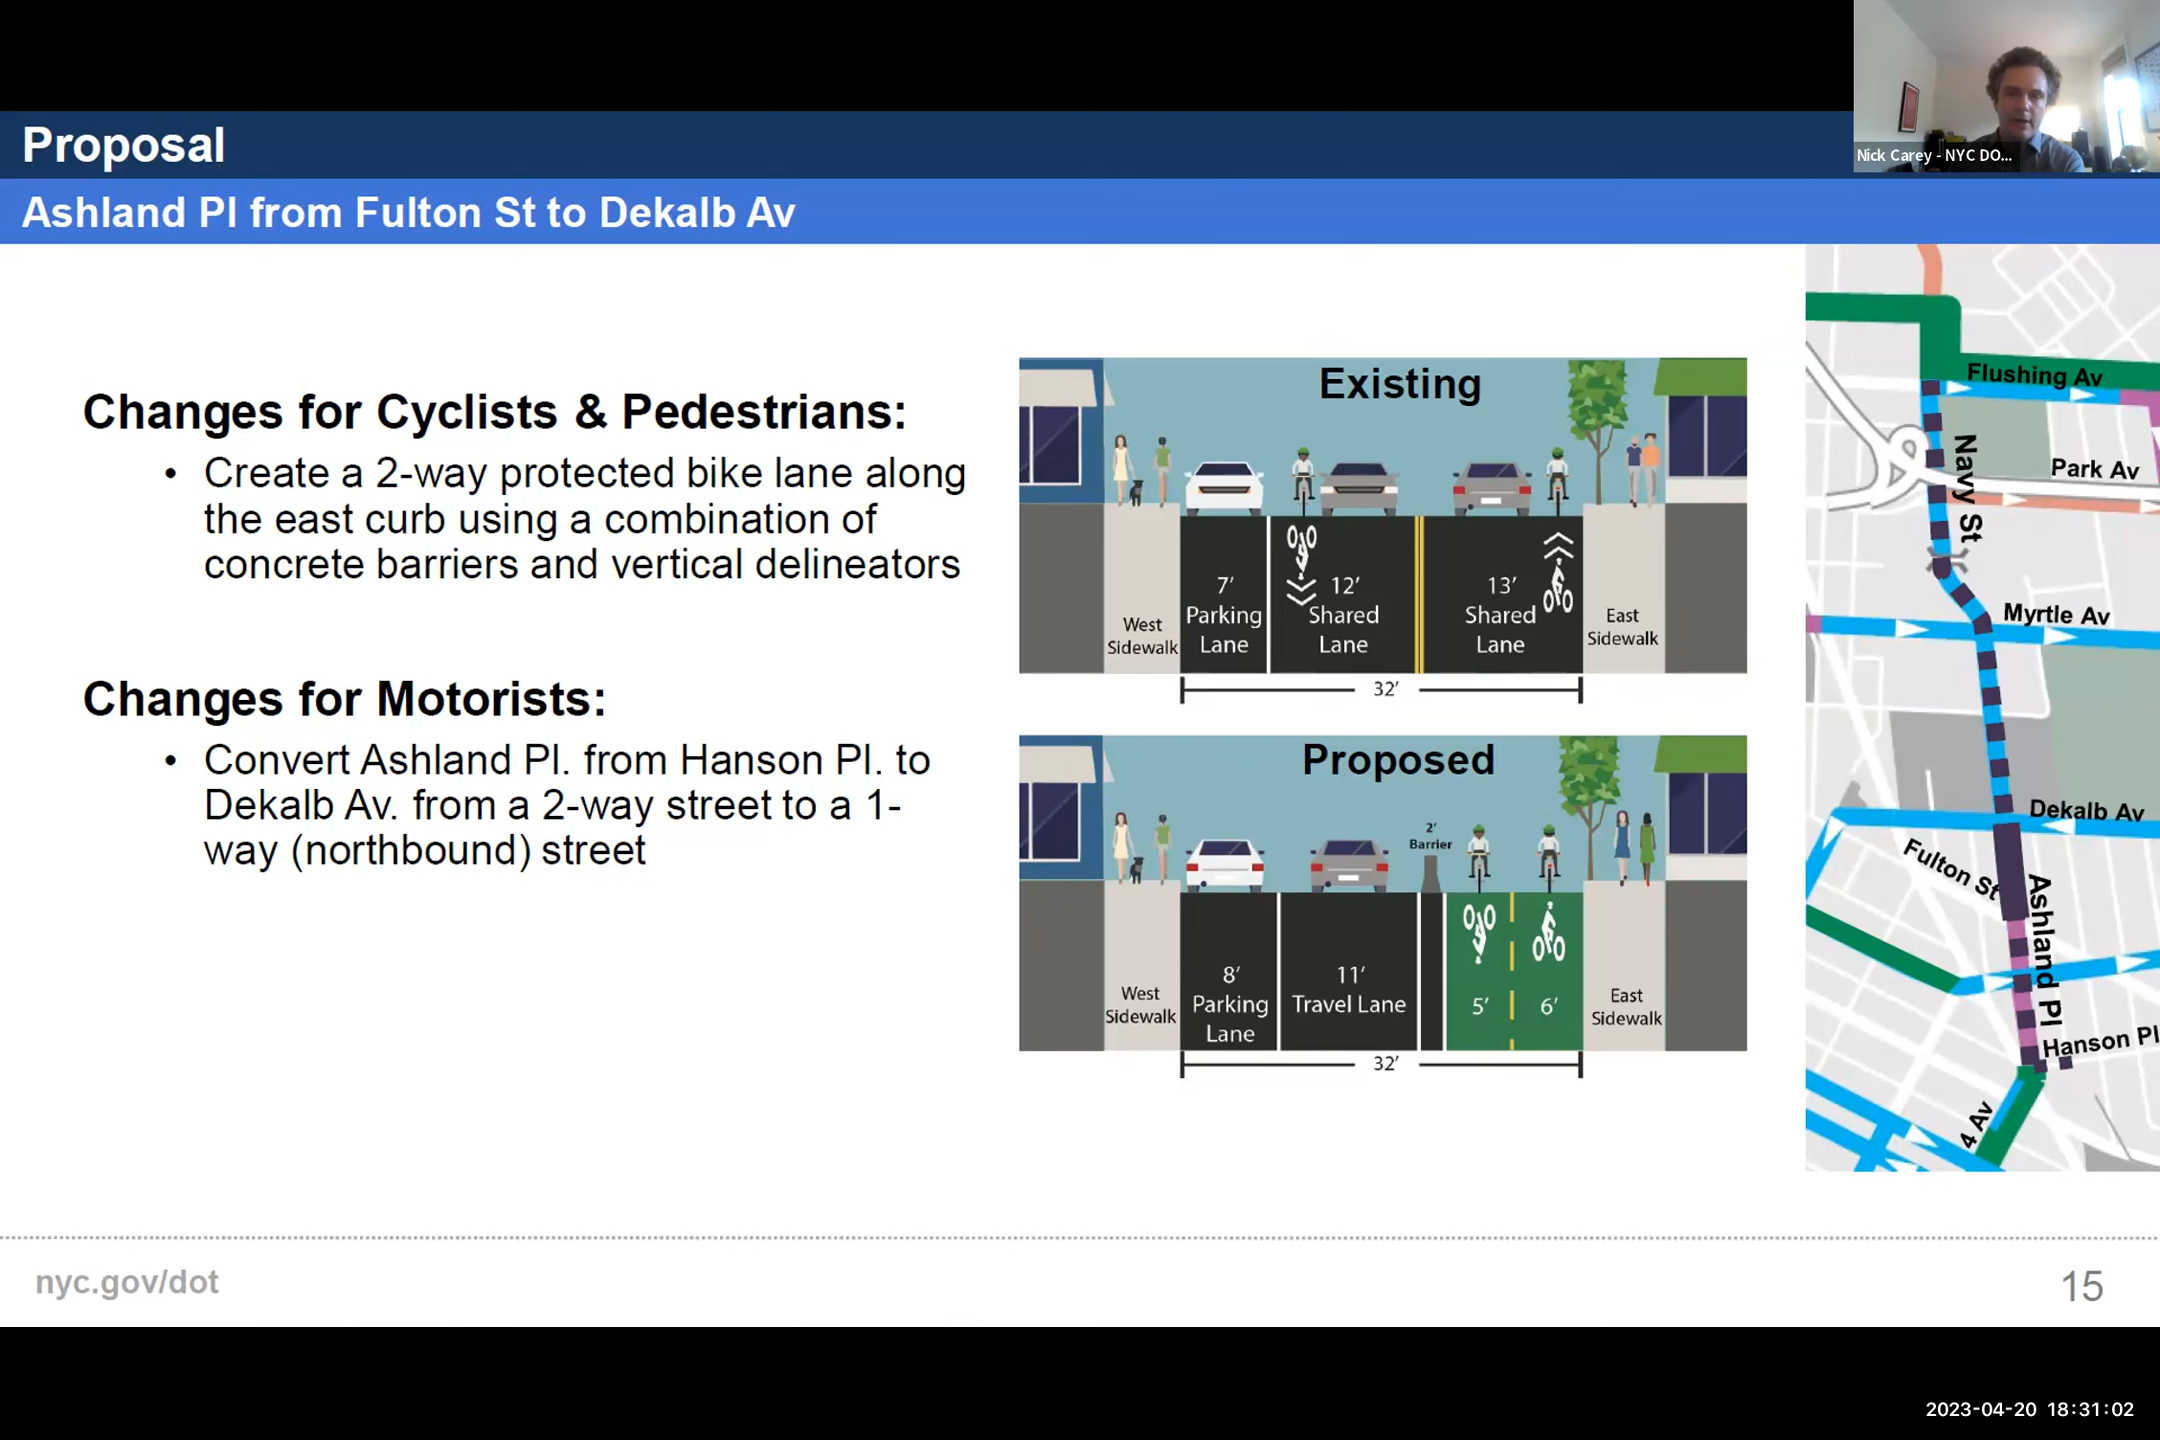 Nick Carey - NYC DO...
Proposal
Ashland Pl from Fulton St to Dekalb Av
Changes for Cyclists & Pedestrians:
• Create a 2-way protected bike lane along
the east curb using a combination of
concrete barriers and vertical delineators
Changes for Motorists:
• Convert Ashland Pl. from Hanson Pl. to
Dekalb Av. from a 2-way street to a 1-
way (northbound) street
Existing
West
Sidewalk
7'
Parking
Lane
12'
Shared
Lane
13'
Shared
Lane
East
Sidewalk
32'
Proposed
2'
Barrier
West
Sidewalk
8'
Parking
Lane
11'
Travel Lane
5'
6'
East
Sidewalk
32'
Flushing Av
Navy St
Park Av
Myrtle Av
Dekalb Av
Fulton St
Ashland Pl
Hanson Pl
4 Av
nyc.gov/dot
15
2023-04-20 18:31:02